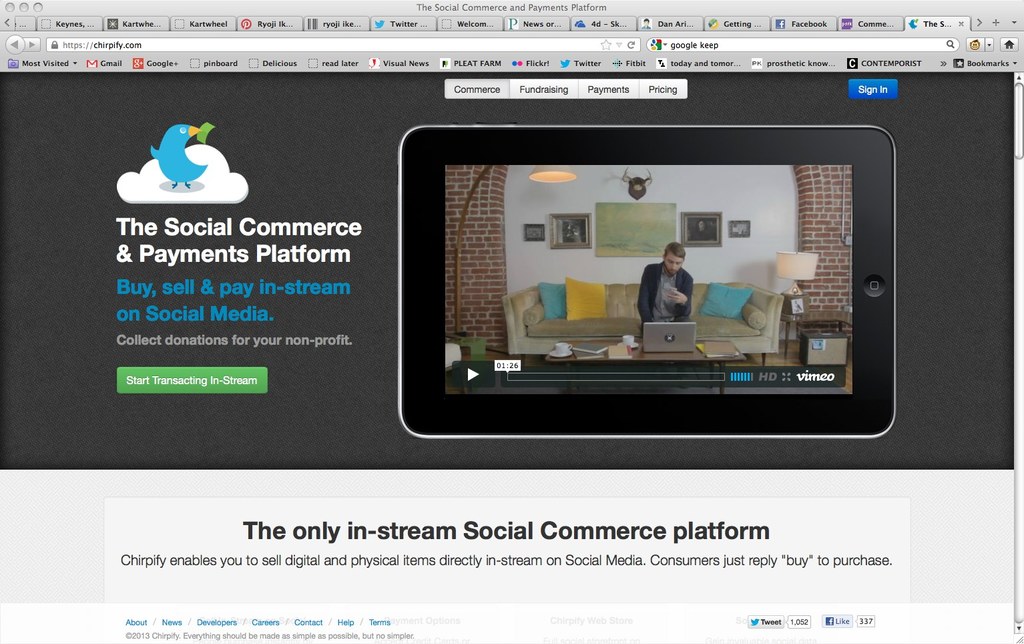 The Social Commerce and Payments Platform
Keynes, ... Kartwhe... Kartwheel Ryoji Ik... ryoji ike... Twitter ... Welcom... News or... 4d - Sk... Dan Ari... Getting ... Facebook Comme... The S...
https://chirpify.com google keep
Most Visited Gmail Google+ pinboard Delicious read later Visual News PLEAT FARM Flickr! Twitter Fitbit today and tomor... prosthetic know... CONTEMPORIST » Bookmarks
Commerce Fundraising Payments Pricing Sign In
The Social Commerce
& Payments Platform
Buy, sell & pay in-stream
on Social Media.
Collect donations for your non-profit.
Start Transacting In-Stream
01:26
HD vimeo
The only in-stream Social Commerce platform
Chirpify enables you to sell digital and physical items directly in-stream on Social Media. Consumers just reply "buy" to purchase.
About / News / Developers / Careers / Contact / Help / Terms Tweet 1,052 Like 337
©2013 Chirpify. Everything should be made as simple as possible, but no simpler.